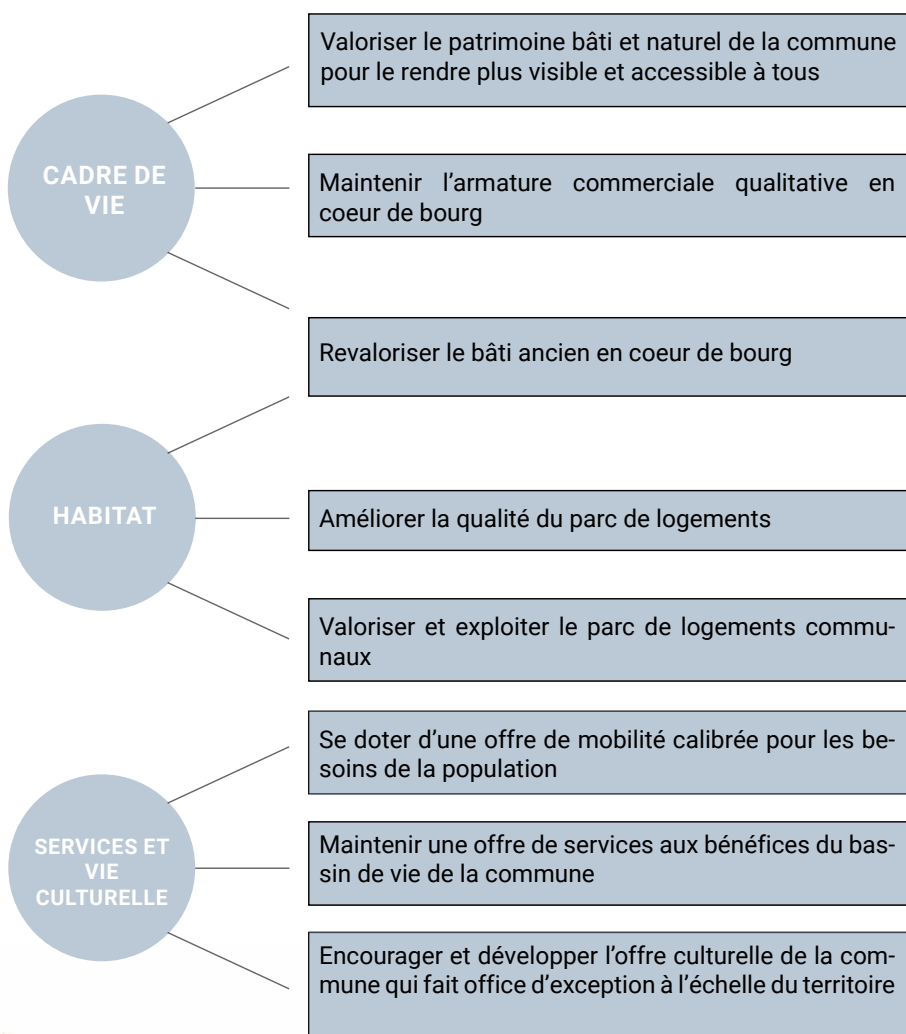 CADRE DE
VIE
Valoriser le patrimoine bâti et naturel de la commune
pour le rendre plus visible et accessible à tous
Maintenir l'armature commerciale qualitative en
coeur de bourg
Revaloriser le bâti ancien en coeur de bourg
HABITAT
Améliorer la qualité du parc de logements
Valoriser et exploiter le parc de logements commu-
naux
SERVICES ET
VIE
CULTURELLE
Se doter d'une offre de mobilité calibrée pour les be-
soins de la population
Maintenir une offre de services aux bénéfices du bas-
sin de vie de la commune
Encourager et développer l'offre culturelle de la com-
mune qui fait office d'exception à l'échelle du territoire